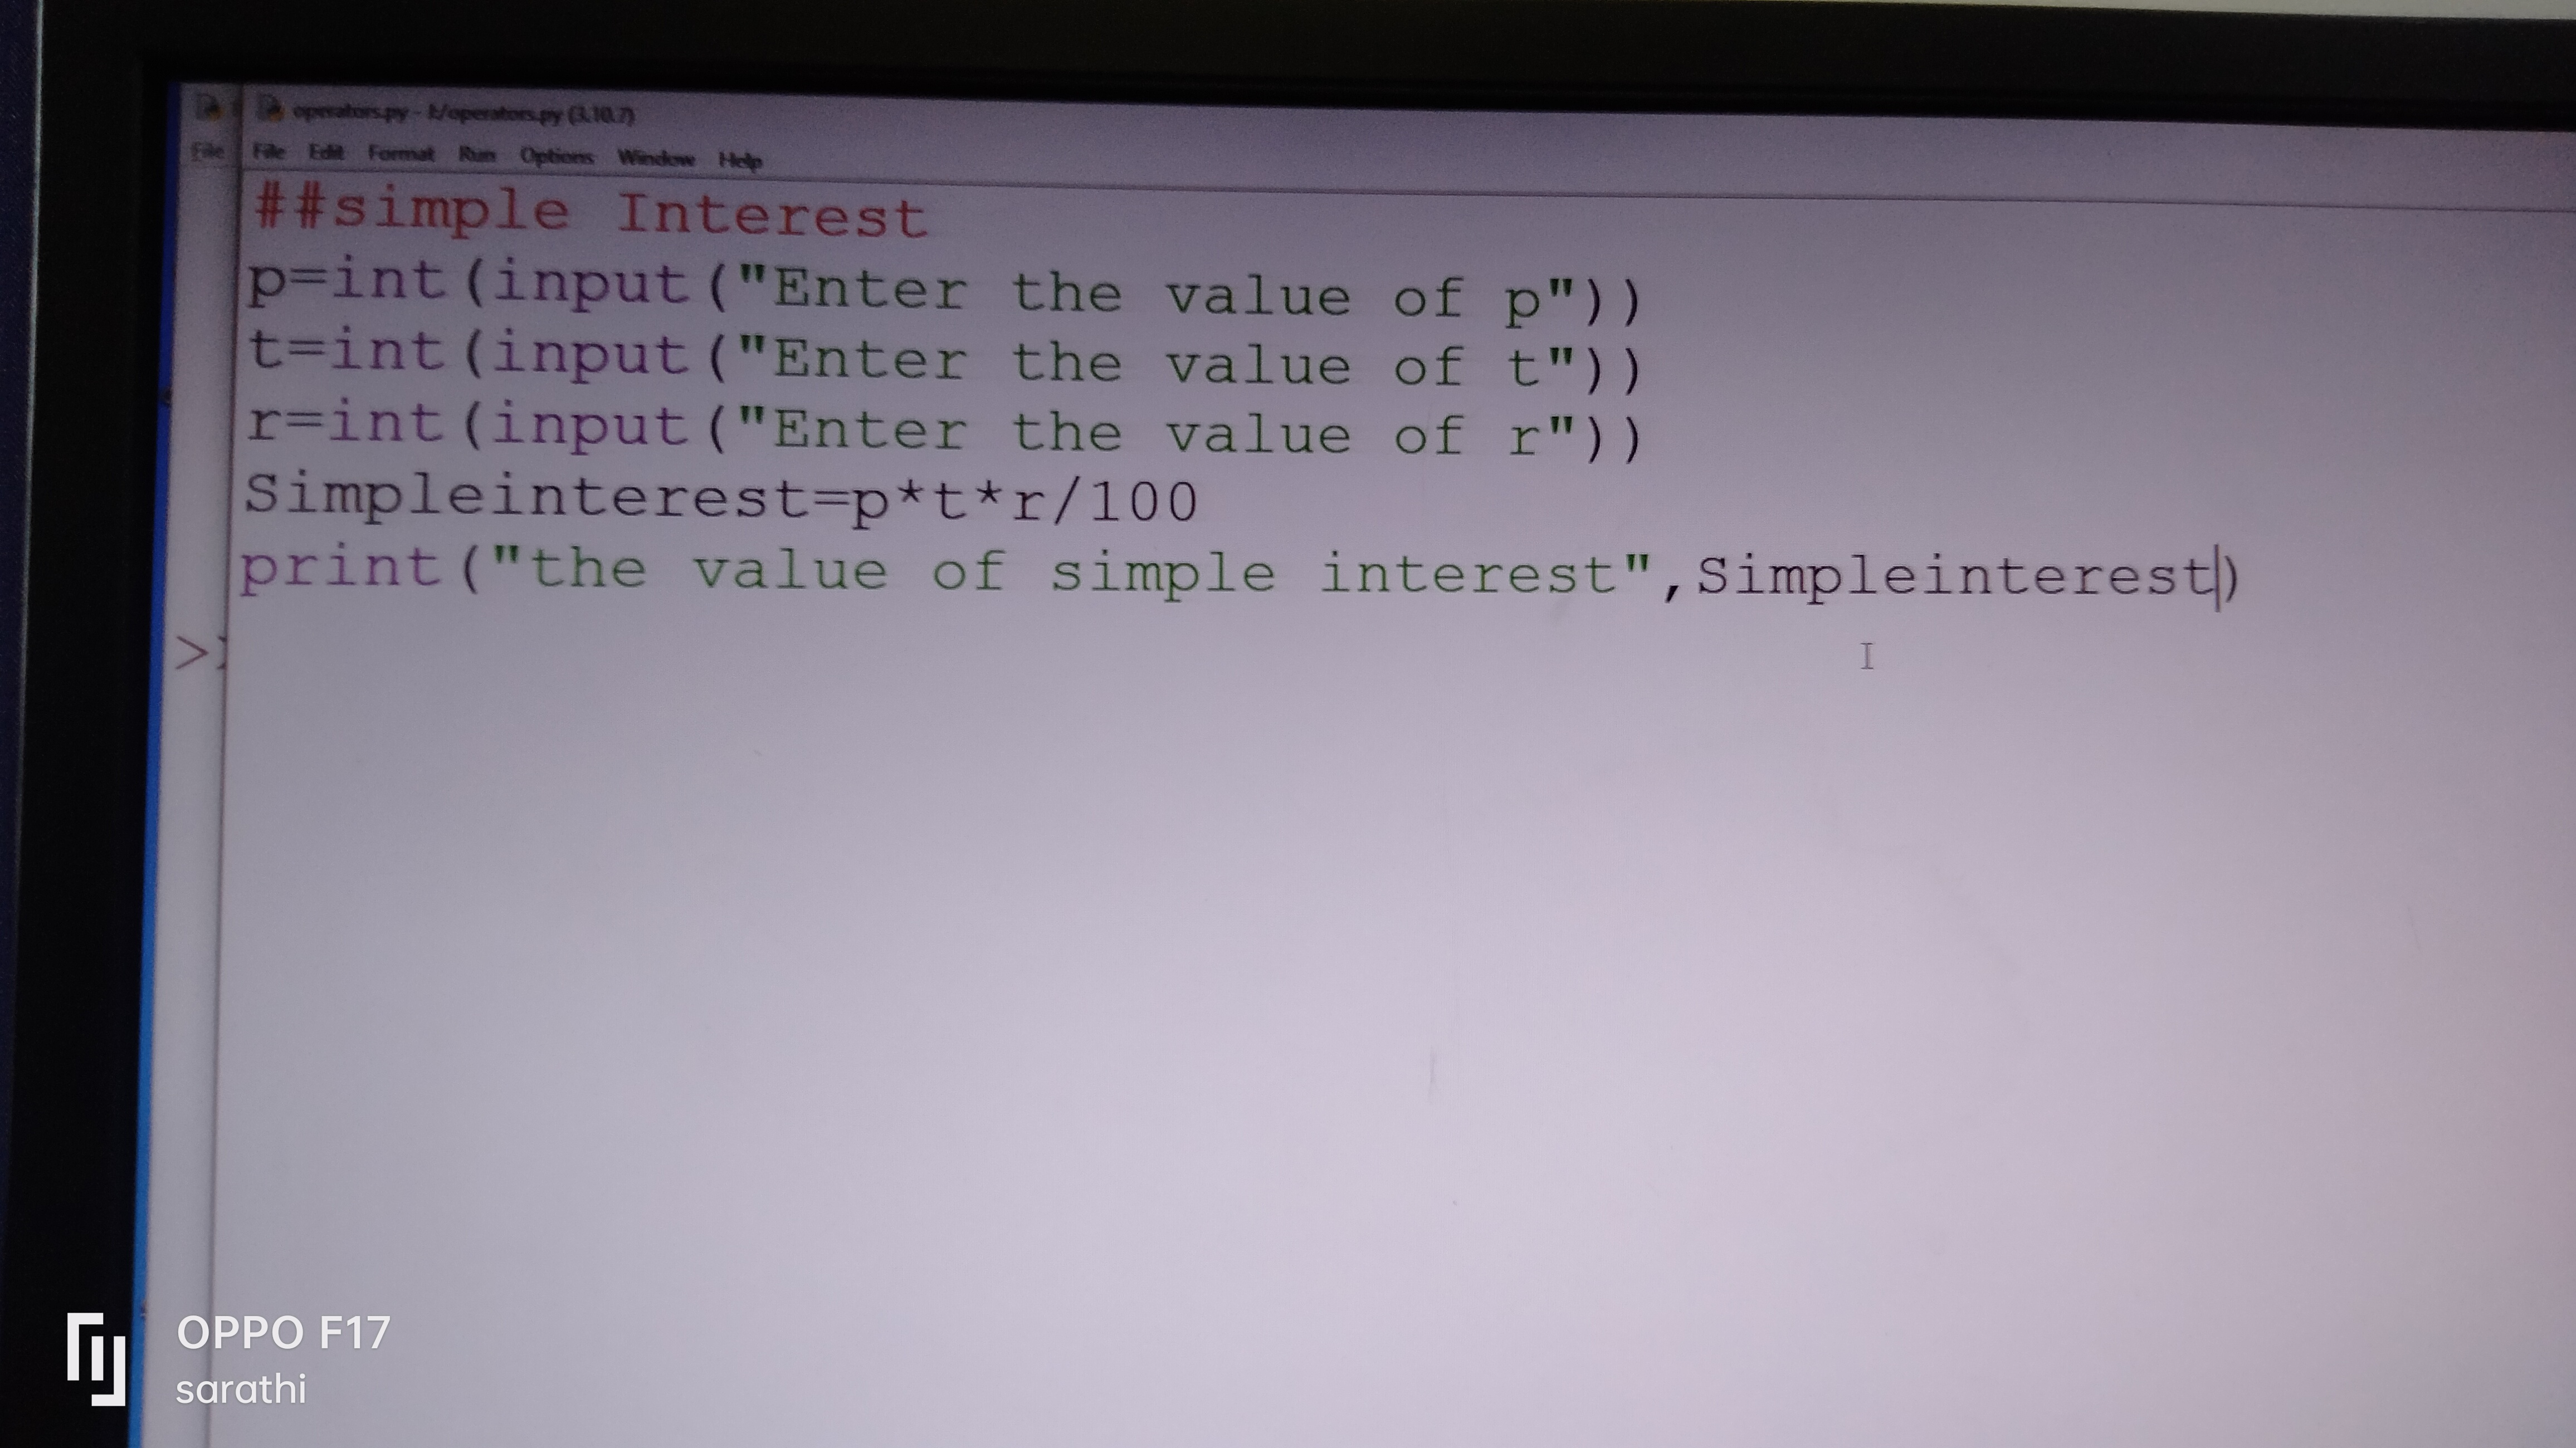 operators.py - I:/operators.py (3.10.7)
File File Edit Format Run Options Window Help
##simple Interest
p=int(input("Enter the value of p"))
t=int(input("Enter the value of t"))
r=int(input("Enter the value of r"))
Simpleinterest=p*t*r/100
print("the value of simple interest",Simpleinterest)
>
OPPO F17
sarathi